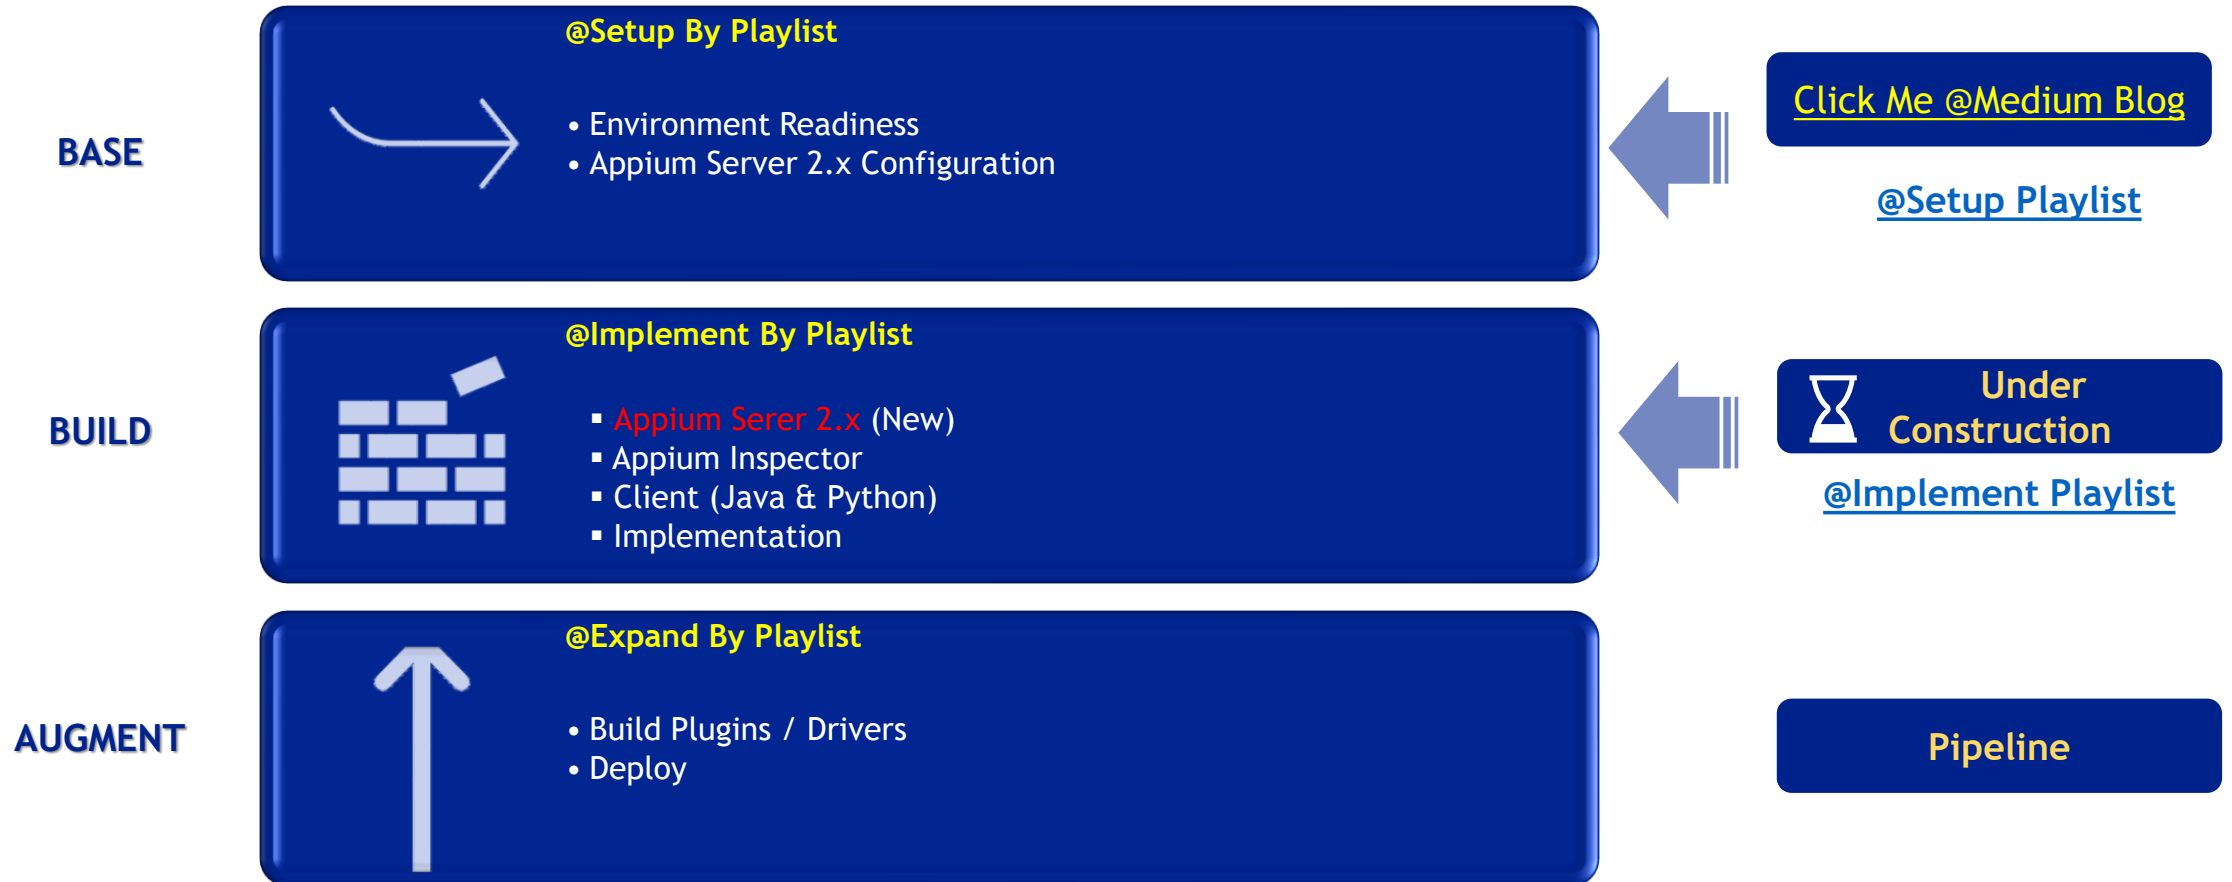 BASE
@Setup By Playlist
• Environment Readiness
• Appium Server 2.x Configuration
Click Me @Medium Blog
@Setup Playlist
BUILD
@Implement By Playlist
▪ Appium Serer 2.x (New)
▪ Appium Inspector
▪ Client (Java & Python)
▪ Implementation
Under
Construction
@Implement Playlist
AUGMENT
@Expand By Playlist
• Build Plugins / Drivers
• Deploy
Pipeline